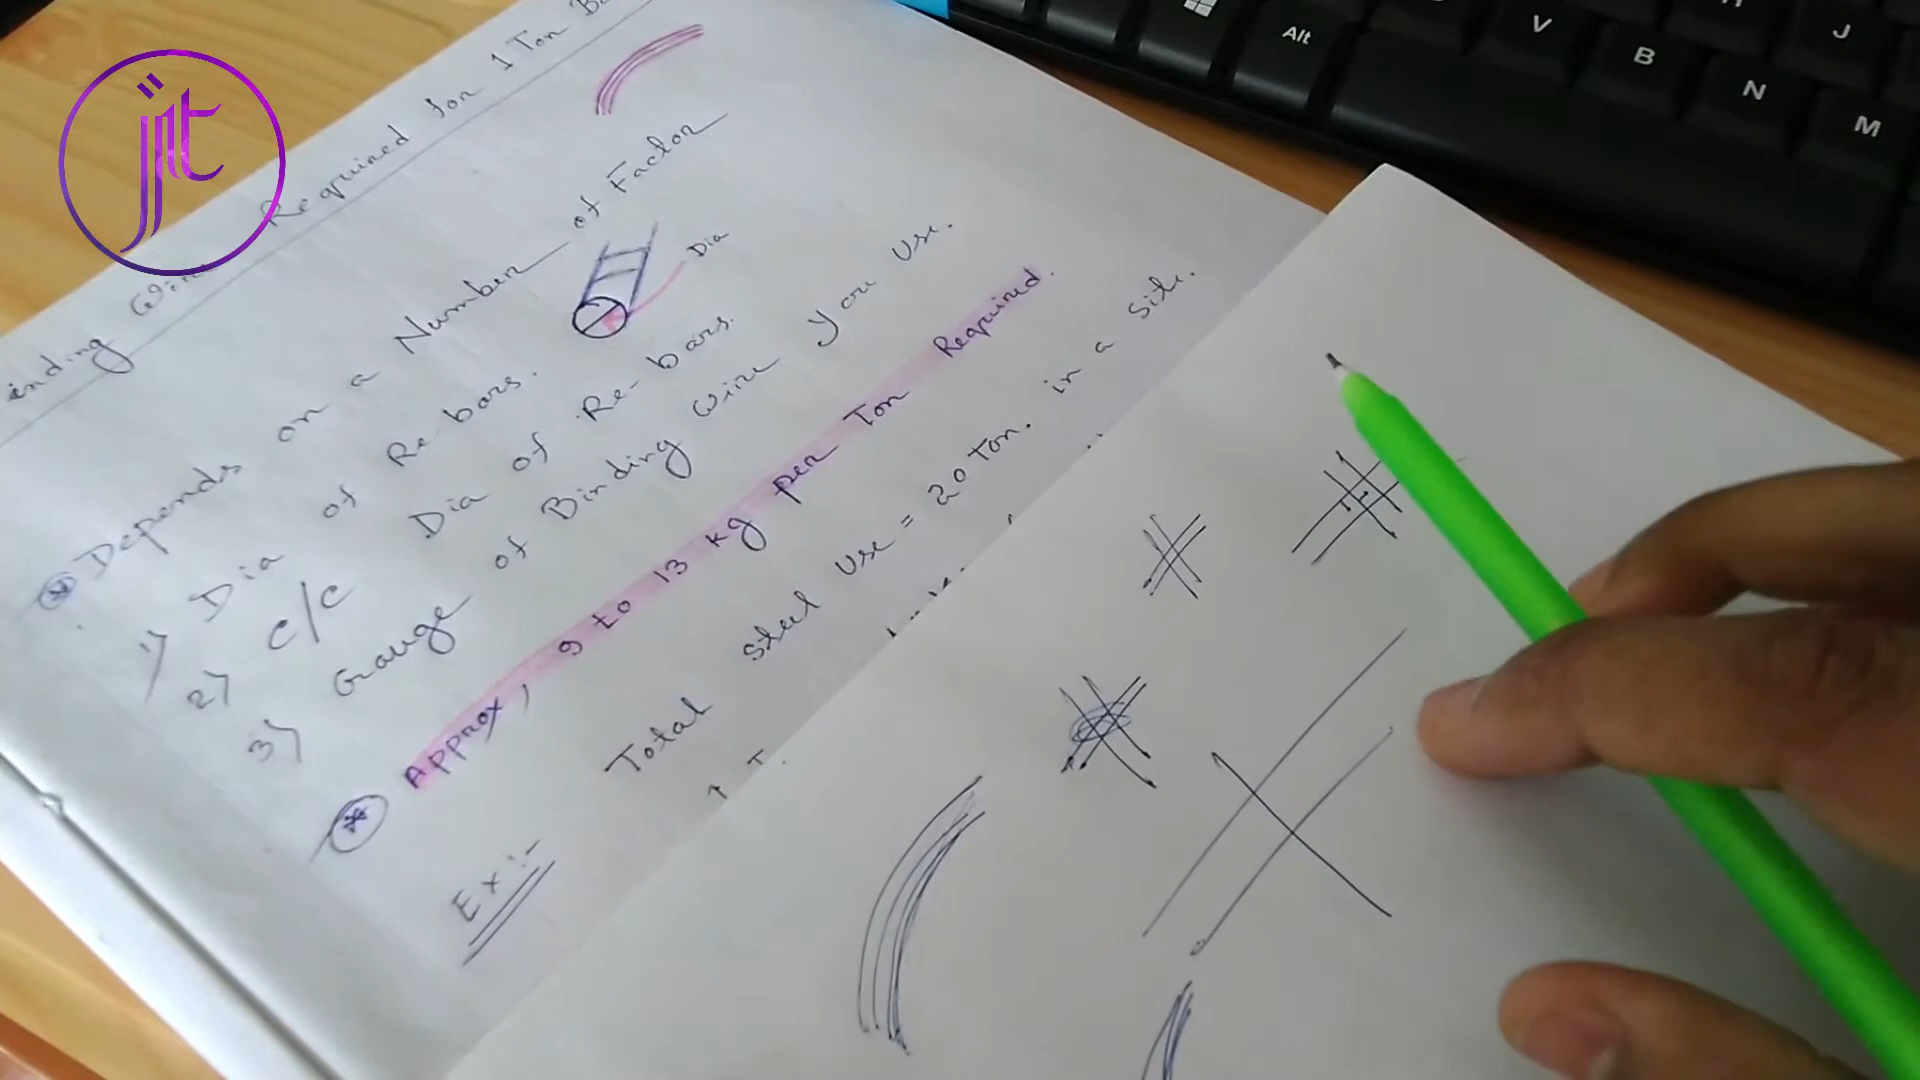 jjit
Binding Wire Required for 1 Ton
* Depends on a Number of Factor
Dia
1) Dia of Re-bars.
2) C/C Dia of Re-bars.
3) Gauge of Binding Wire you use.
* Approx, 9 to 13 kg per Ton Required.
Ex:- Total Steel Use = 20 Ton. in a Site.
Alt
V
B
N
M
H
J